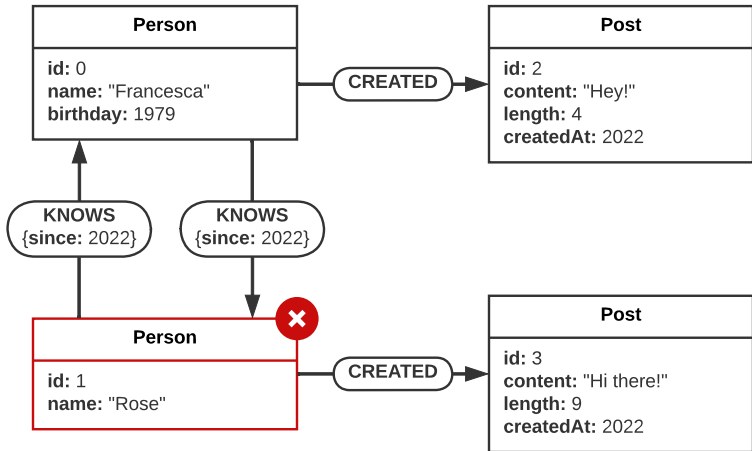 Person
id: 0
name: "Francesca"
birthday: 1979
CREATED
Post
id: 2
content: "Hey!"
length: 4
createdAt: 2022
KNOWS
{since: 2022}
KNOWS
{since: 2022}
Person
id: 1
name: "Rose"
CREATED
Post
id: 3
content: "Hi there!"
length: 9
createdAt: 2022